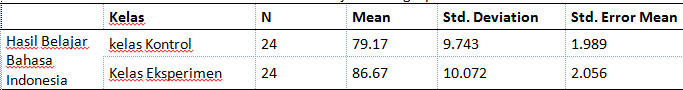 Kelas N Mean Std. Deviation Std. Error Mean
Hasil Belajar Bahasa Indonesia kelas Kontrol 24 79.17 9.743 1.989
Kelas Eksperimen 24 86.67 10.072 2.056